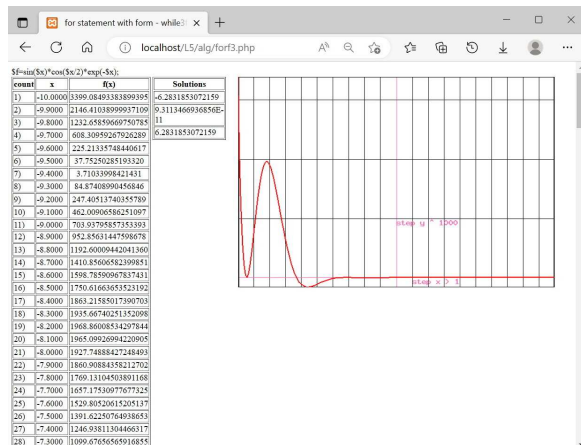 for statement with form - while3
localhost/L5/alg/forf3.php
$f=sin($x)*cos($x/2)*exp(-$x);
count x f(x)
1) -10.0000 3399.08493383899395
2) -9.9000 2146.41038999937109
3) -9.8000 1232.65859669750785
4) -9.7000 608.30959267926289
5) -9.6000 225.21335748440617
6) -9.5000 37.75250285193320
7) -9.4000 3.71033998421431
8) -9.3000 84.87408990456846
9) -9.2000 247.40513740355789
10) -9.1000 462.00906586251097
11) -9.0000 703.93795857353393
12) -8.9000 952.85631447598678
13) -8.8000 1192.60009442041360
14) -8.7000 1410.85606582399851
15) -8.6000 1598.78590967837431
16) -8.5000 1750.61663653523192
17) -8.4000 1863.21585017390703
18) -8.3000 1935.66740251352098
19) -8.2000 1968.86008534297844
20) -8.1000 1965.09926994220905
21) -8.0000 1927.74888427248493
22) -7.9000 1860.90884358212702
23) -7.8000 1769.13104503891168
24) -7.7000 1657.17530977677325
25) -7.6000 1529.80520615205137
26) -7.5000 1391.62250764938653
27) -7.4000 1246.93811304466317
28) -7.3000 1099.67656565916855
Solutions
-6.2831853072159
9.3113466936856E-
11
6.2831853072159
step y ^ 1000
step x > 1